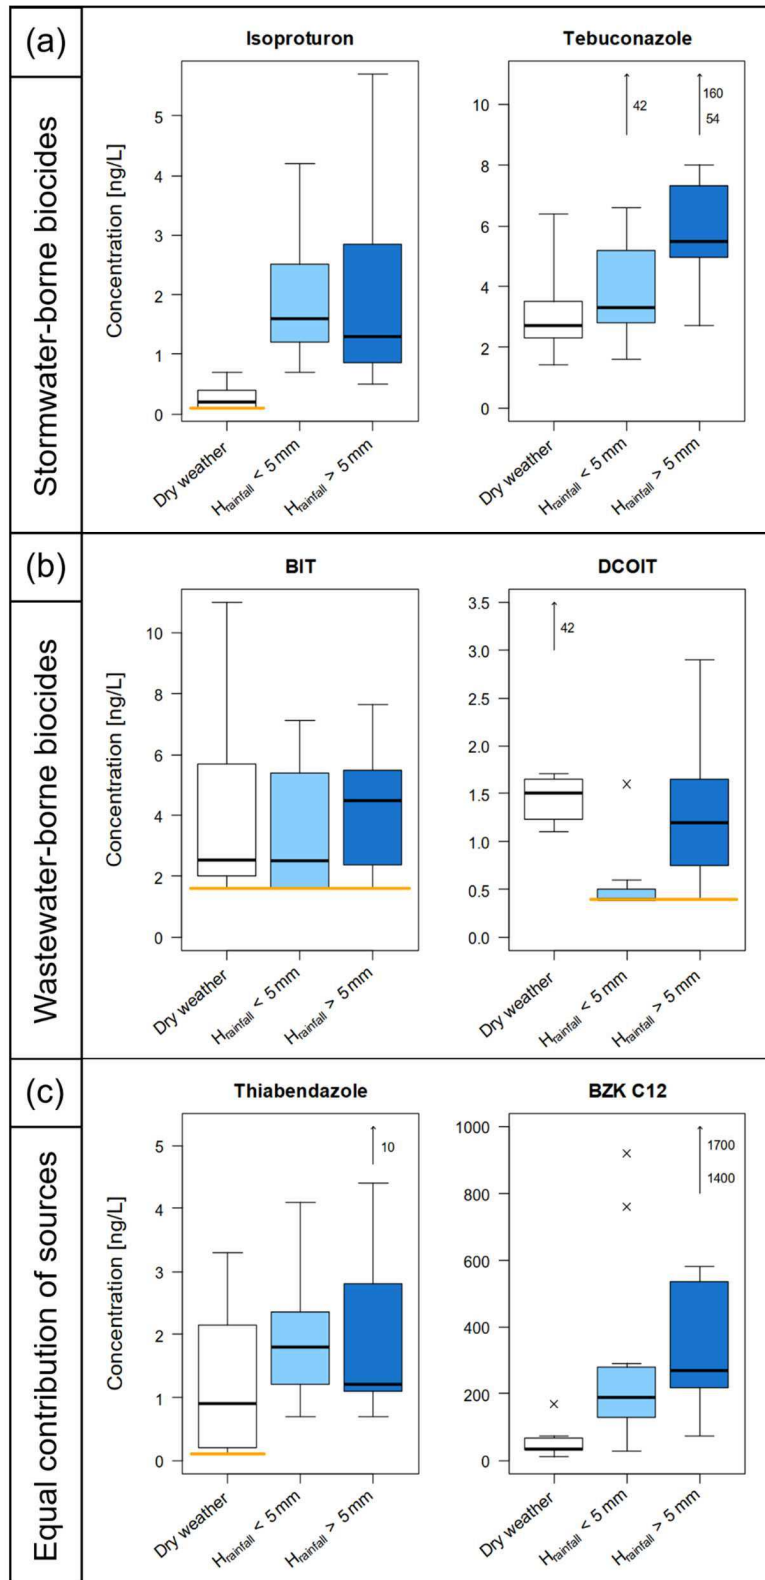 (a)
Stormwater-borne biocides
Isoproturon
Concentration [ng/L]
5
4
3
2
1
0
Dry weather
Hrainfall < 5 mm
Hrainfall > 5 mm
Tebuconazole
10
8
6
4
2
0
42
160
54
Dry weather
Hrainfall < 5 mm
Hrainfall > 5 mm
(b)
Wastewater-borne biocides
BIT
Concentration [ng/L]
10
8
6
4
2
0
Dry weather
Hrainfall < 5 mm
Hrainfall > 5 mm
DCOIT
3.5
3.0
2.5
2.0
1.5
1.0
0.5
0.0
42
Dry weather
Hrainfall < 5 mm
Hrainfall > 5 mm
(c)
Equal contribution of sources
Thiabendazole
Concentration [ng/L]
5
4
3
2
1
0
10
Dry weather
Hrainfall < 5 mm
Hrainfall > 5 mm
BZK C12
1000
800
600
400
200
0
1700
1400
Dry weather
Hrainfall < 5 mm
Hrainfall > 5 mm